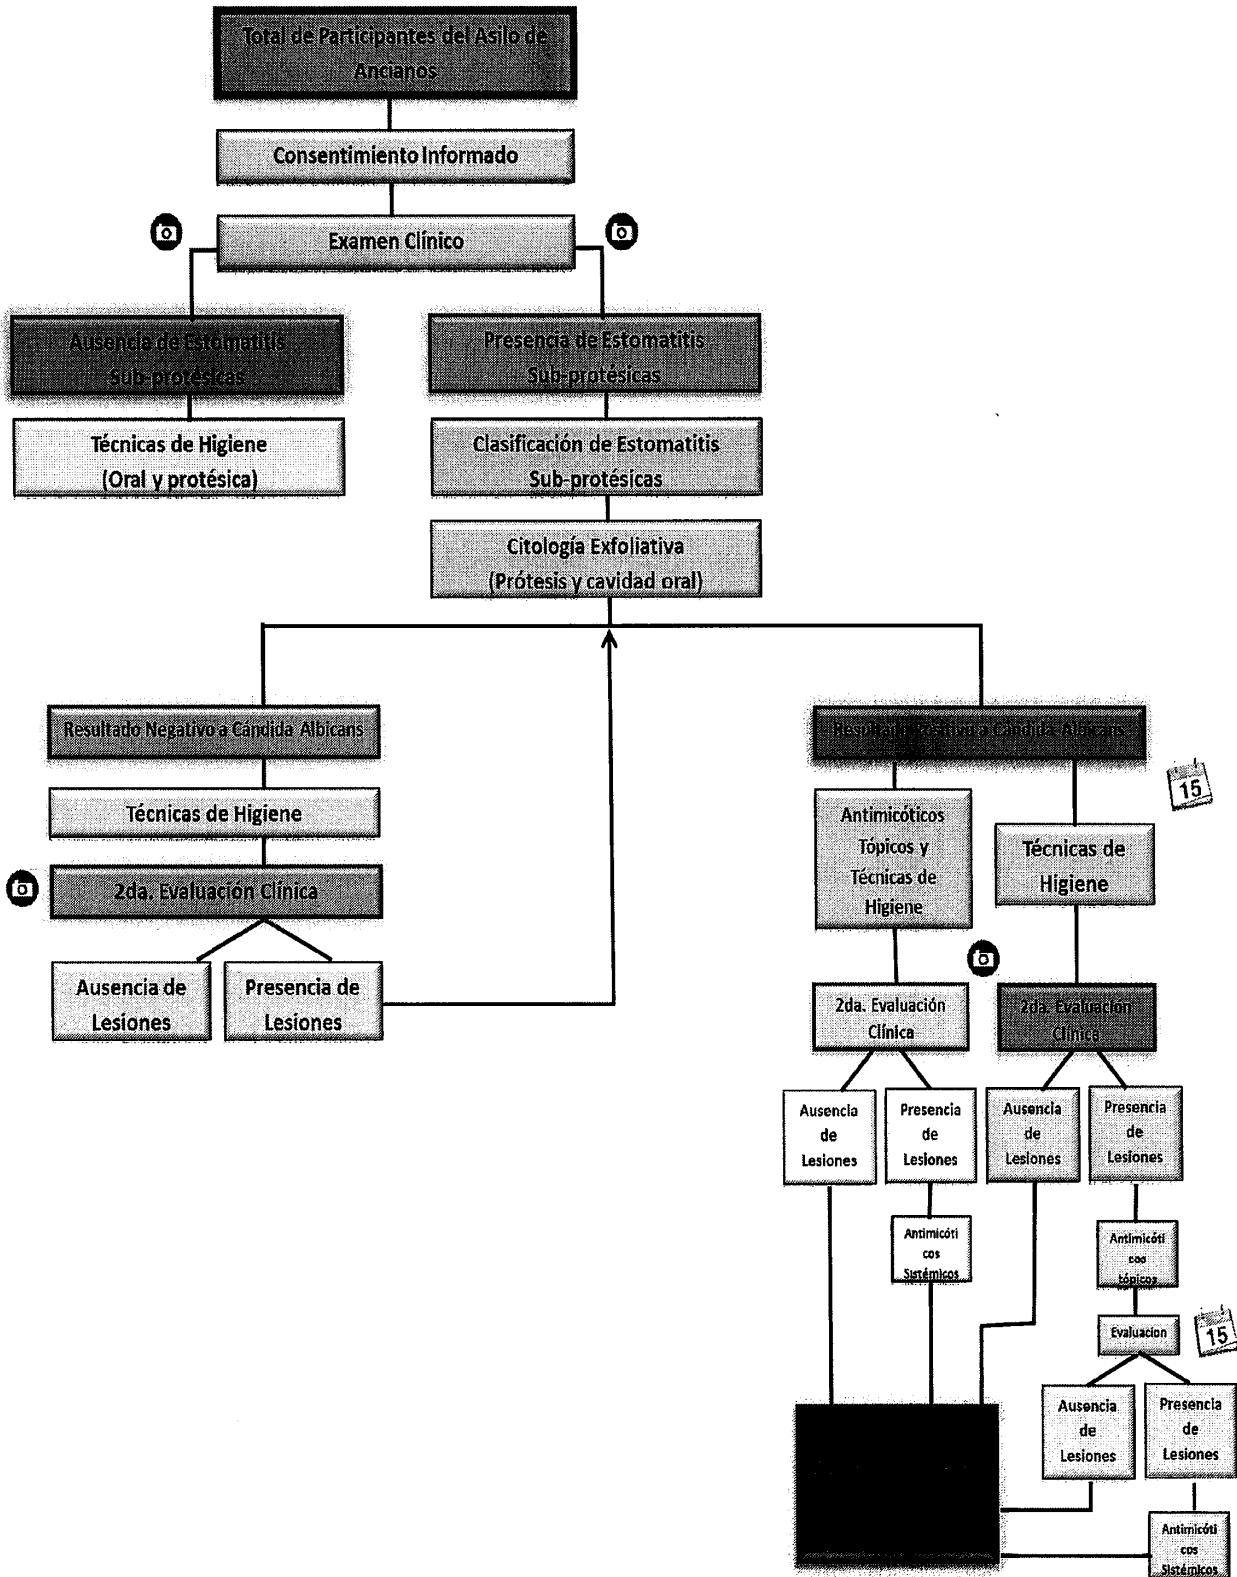 Total de Participantes del Asilo de
Ancianos
Consentimiento Informado
Examen Clínico
Ausencia de Estomatitis
Sub-protésicas
Presencia de Estomatitis
Sub-protésicas
Técnicas de Higiene
(Oral y protésica)
Clasificación de Estomatitis
Sub-protésicas
Citología Exfoliativa
(Prótesis y cavidad oral)
Resultado Negativo a Cándida Albicans
Técnicas de Higiene
2da. Evaluación Clínica
Ausencia de
Lesiones
Presencia de
Lesiones
Resultado Positivo a Cándida Albicans
15
Antimicóticos
Tópicos y
Técnicas de
Higiene
Técnicas de
Higiene
2da. Evaluación
Clínica
2da. Evaluación
Clínica
Ausencia
de
Lesiones
Presencia
de
Lesiones
Ausencia
de
Lesiones
Presencia
de
Lesiones
Antimicóti
cos
Sistémicos
Antimicóti
cos
tópicos
Evaluacion
15
Ausencia
de
Lesiones
Presencia
de
Lesiones
Antimicóti
cos
Sistémicos